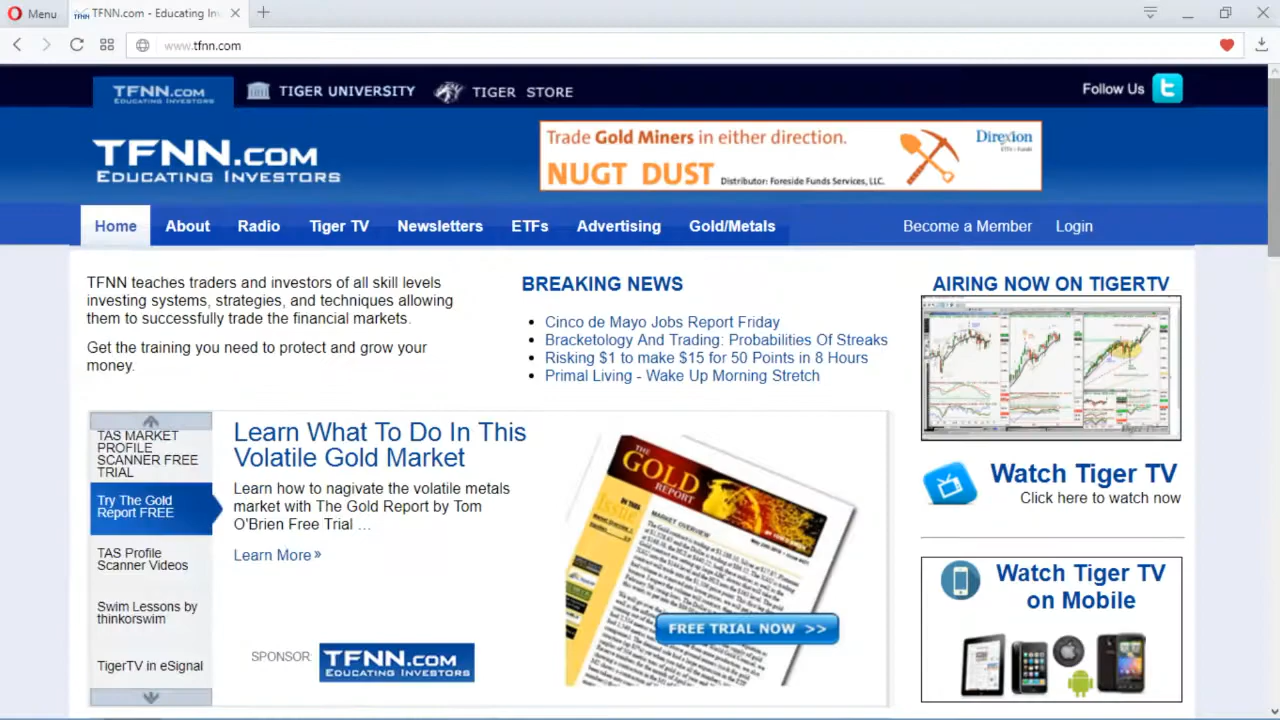 Menu
TFNN.com - Educating In
www.tfnn.com
TFNN.COM
EDUCATING INVESTORS
TIGER UNIVERSITY
TIGER STORE
Follow Us
TFNN.COM
EDUCATING INVESTORS
Trade Gold Miners in either direction.
NUGT DUST
Distributor: Foreside Funds Services, LLC.
Direxion
Home
About
Radio
Tiger TV
Newsletters
ETFs
Advertising
Gold/Metals
Become a Member
Login
TFNN teaches traders and investors of all skill levels
investing systems, strategies, and techniques allowing
them to successfully trade the financial markets.
Get the training you need to protect and grow your
money.
BREAKING NEWS
Cinco de Mayo Jobs Report Friday
Bracketology And Trading: Probabilities Of Streaks
Risking $1 to make $15 for 50 Points in 8 Hours
Primal Living - Wake Up Morning Stretch
AIRING NOW ON TIGERTV
Watch Tiger TV
Click here to watch now
Watch Tiger TV
on Mobile
TAS MARKET
PROFILE
SCANNER FREE
TRIAL
Try The Gold
Report FREE
TAS Profile
Scanner Videos
Swim Lessons by
thinkorswim
TigerTV in eSignal
Learn What To Do In This
Volatile Gold Market
Learn how to nagivate the volatile metals
market with The Gold Report by Tom
O'Brien Free Trial ...
Learn More »
SPONSOR:
TFNN.COM
EDUCATING INVESTORS
THE
GOLD
REPORT
MARKET OVERVIEW
FREE TRIAL NOW >>